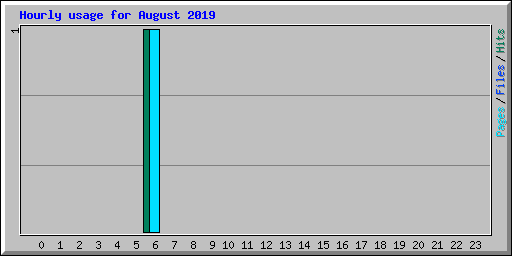 Hourly usage for August 2019
1
Pages/Files/Hits
0 1 2 3 4 5 6 7 8 9 10 11 12 13 14 15 16 17 18 19 20 21 22 23